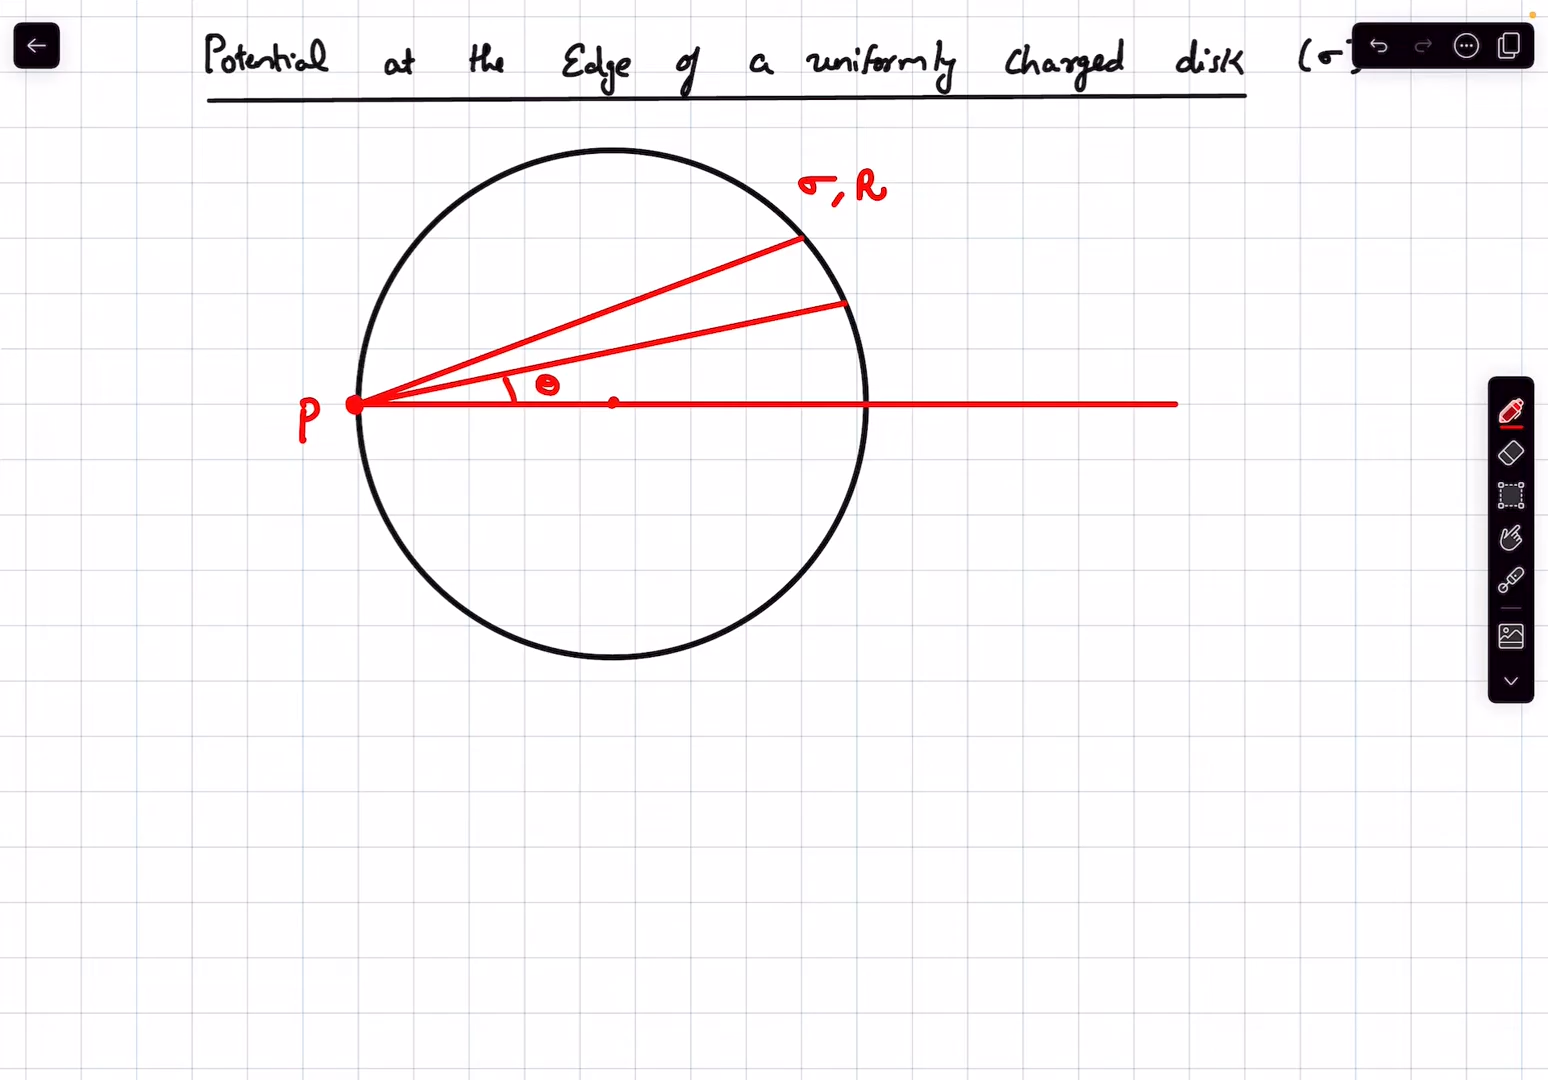 Potential at the Edge of a uniformly charged disk (σ
σ, R
θ
P